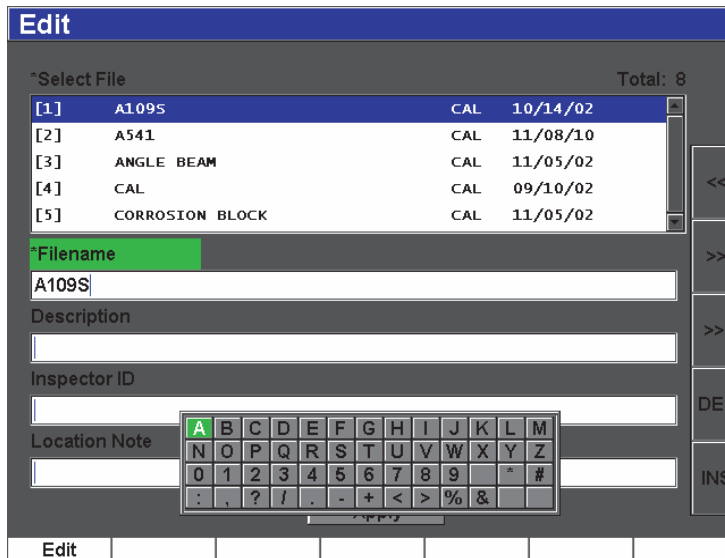 Edit
*Select File Total: 8
[1] A109S CAL 10/14/02
[2] A541 CAL 11/08/10
[3] ANGLE BEAM CAL 11/05/02
[4] CAL CAL 09/10/02
[5] CORROSION BLOCK CAL 11/05/02
<<
*Filename
>>
A109S
Description
>>
Inspector ID
DE
A B C D E F G H I J K L M
Location Note
N O P Q R S T U V W X Y Z
0 1 2 3 4 5 6 7 8 9 * #
INS
: , ? / . - + < > % &
Apply
Edit